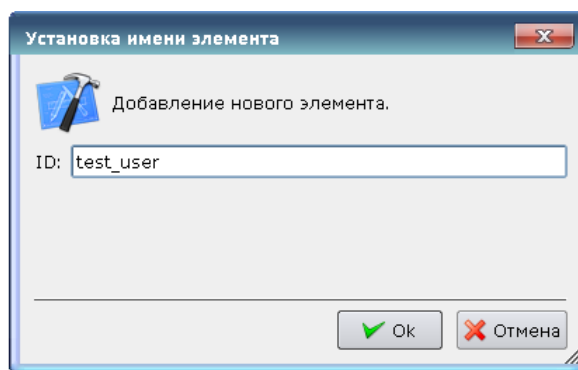 Установка имени элемента
Добавление нового элемента.
ID: test_user
Ok Отмена